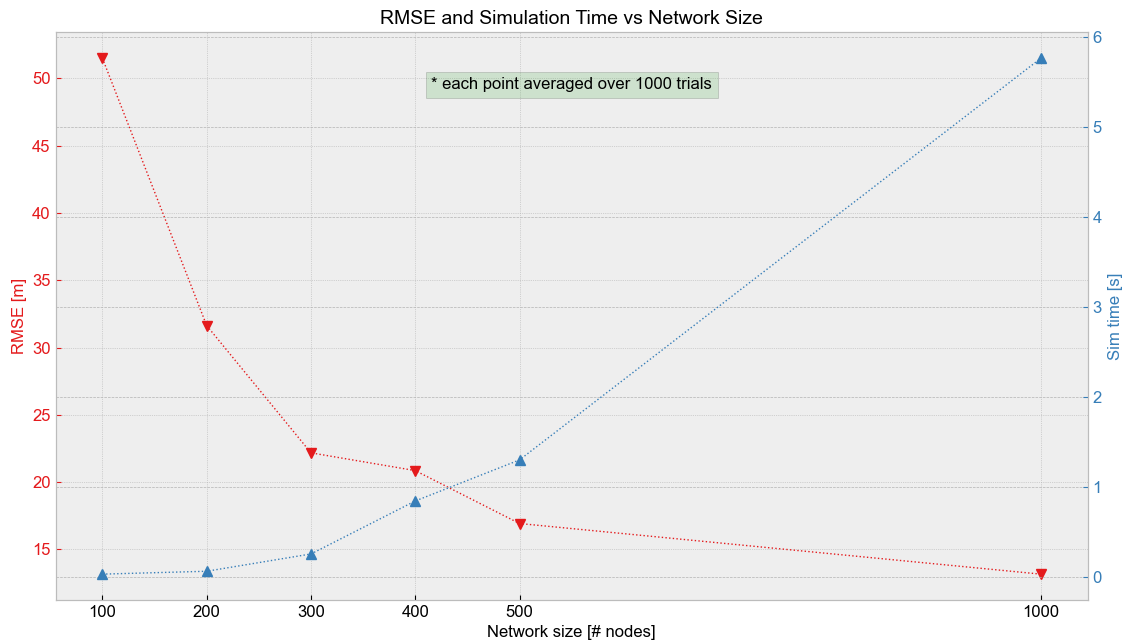 RMSE and Simulation Time vs Network Size
* each point averaged over 1000 trials
RMSE [m]
50
45
40
35
30
25
20
15
6
5
4
3
2
1
0
Sim time [s]
100 200 300 400 500 1000
Network size [# nodes]